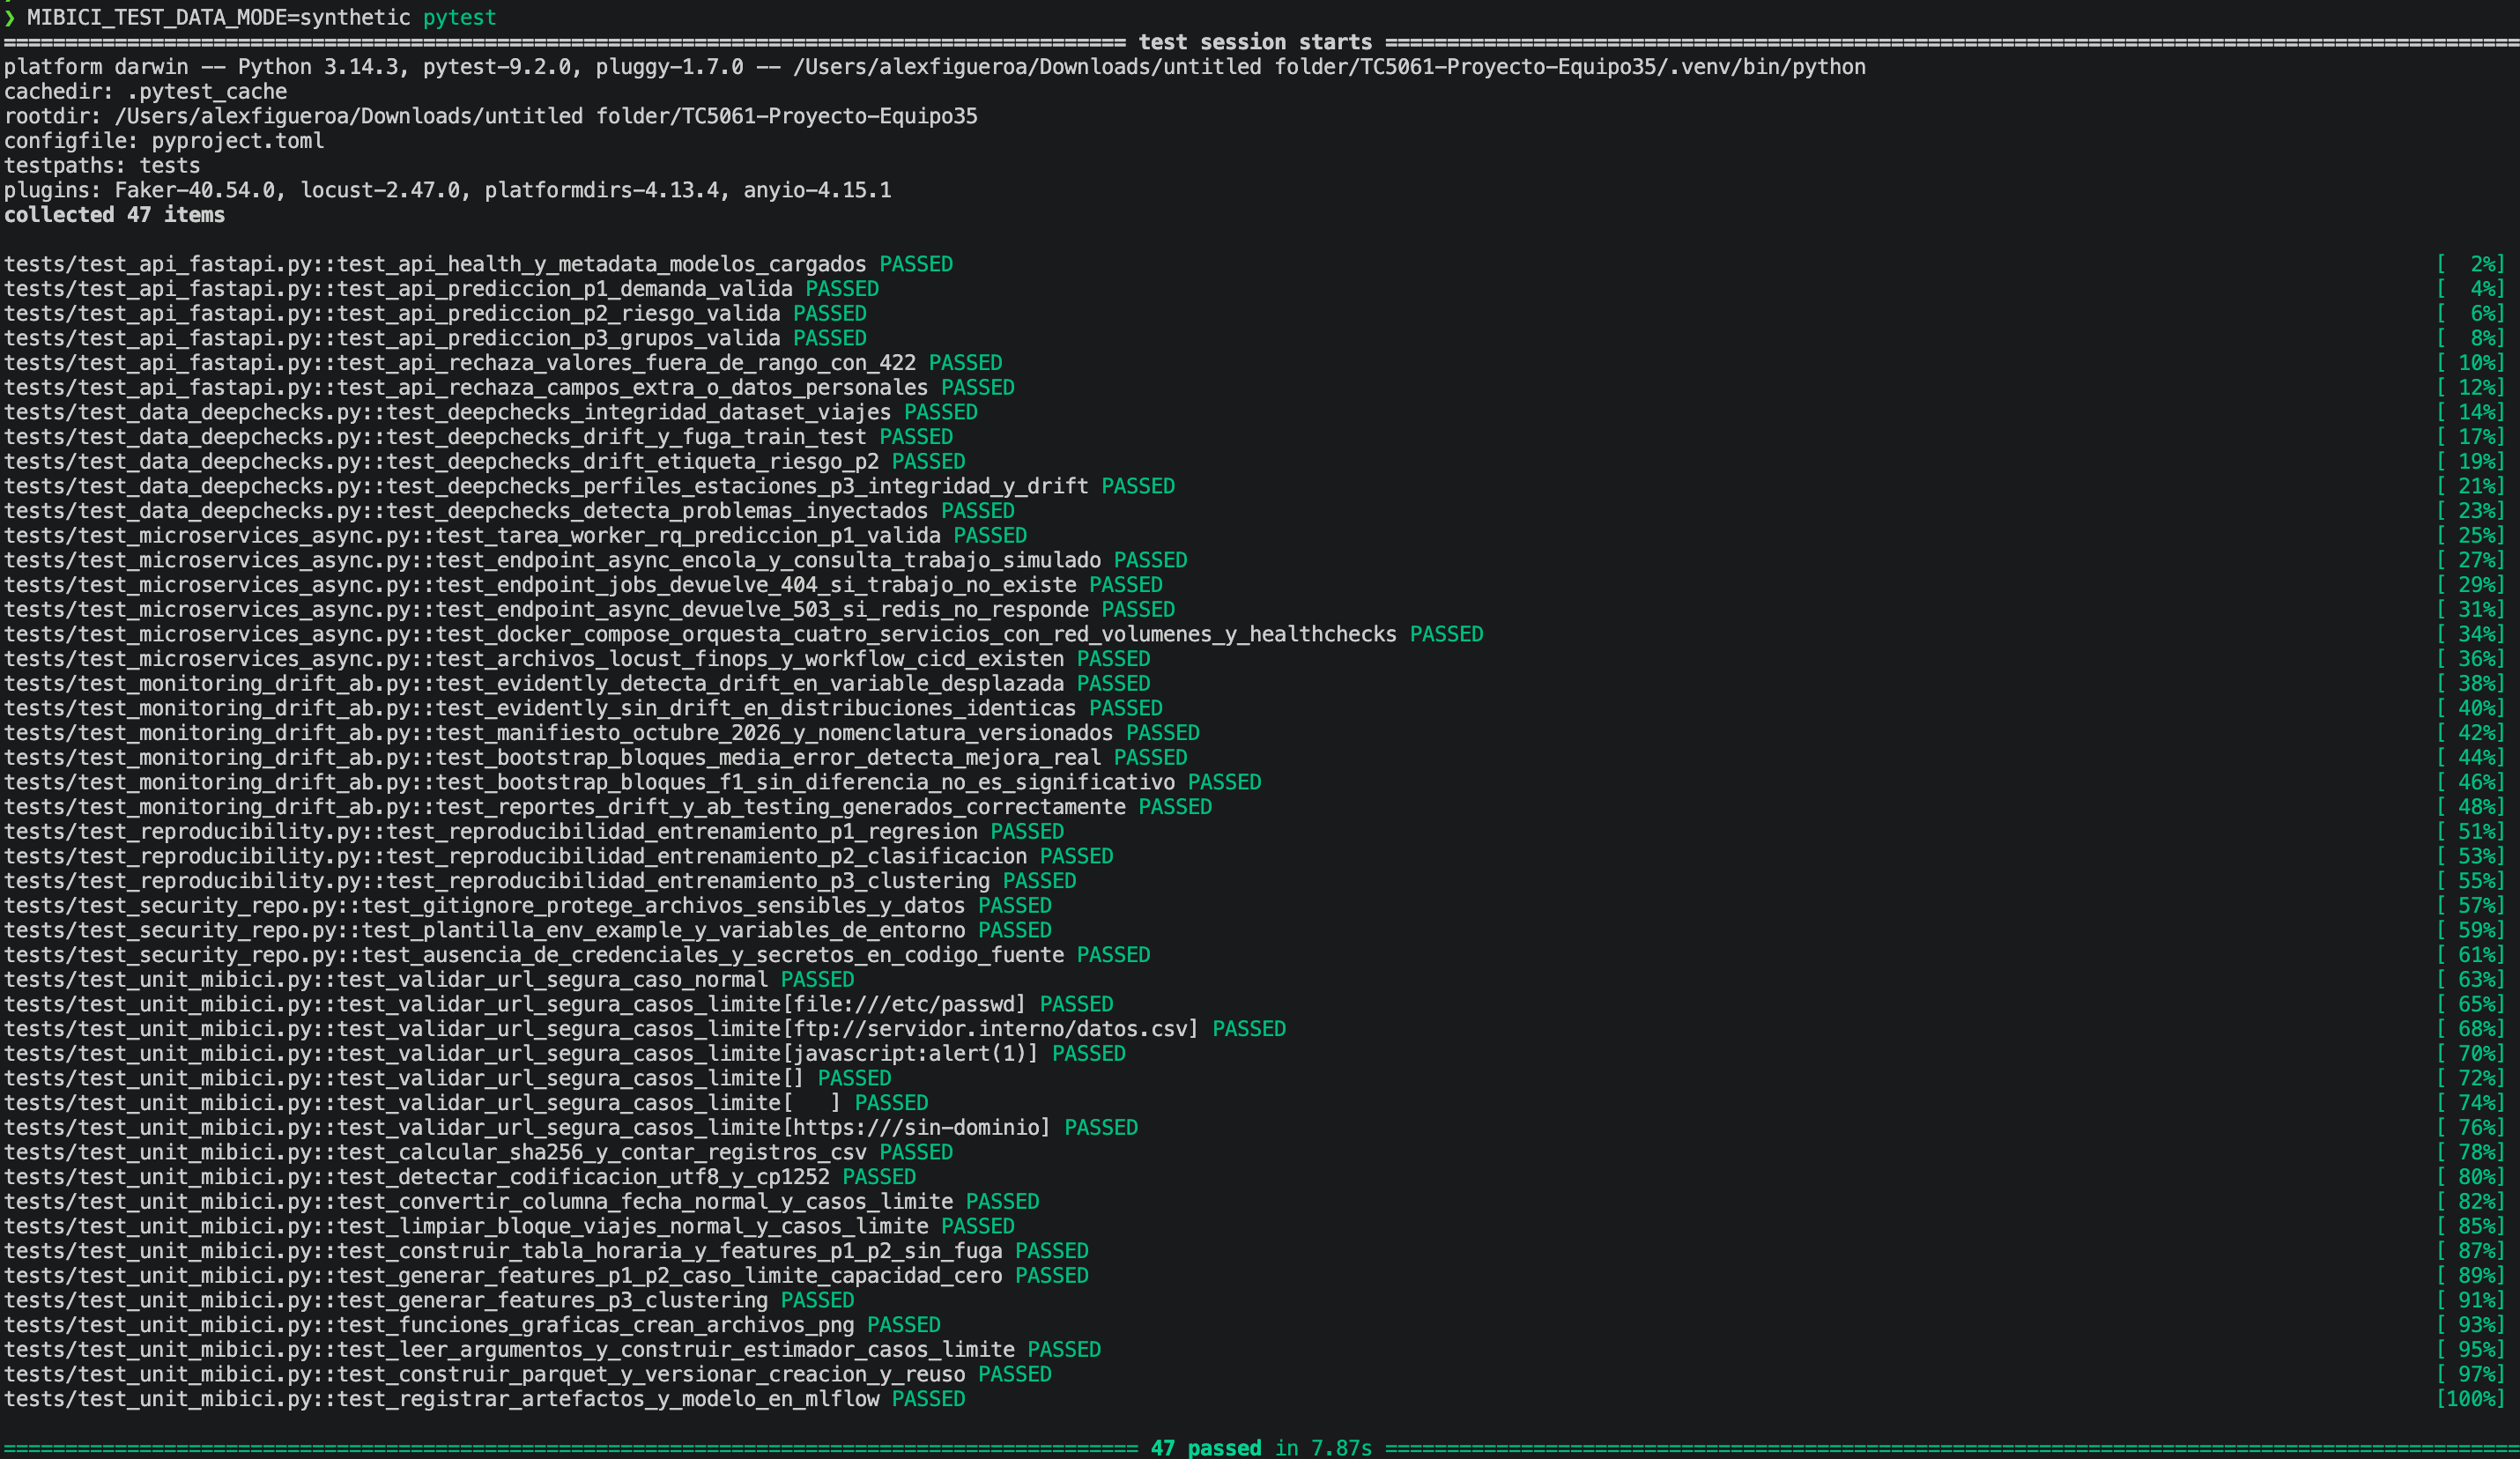 ❯ MIBICI_TEST_DATA_MODE=synthetic pytest
test session starts
platform darwin -- Python 3.14.3, pytest-9.2.0, pluggy-1.7.0 -- /Users/alexfigueroa/Downloads/untitled folder/TC5061-Proyecto-Equipo35/.venv/bin/python
cachedir: .pytest_cache
rootdir: /Users/alexfigueroa/Downloads/untitled folder/TC5061-Proyecto-Equipo35
configfile: pyproject.toml
testpaths: tests
plugins: Faker-40.54.0, locust-2.47.0, platformdirs-4.13.4, anyio-4.15.1
collected 47 items
tests/test_api_fastapi.py::test_api_health_y_metadata_modelos_cargados PASSED [  2%]
tests/test_api_fastapi.py::test_api_prediccion_p1_demanda_valida PASSED [  4%]
tests/test_api_fastapi.py::test_api_prediccion_p2_riesgo_valida PASSED [  6%]
tests/test_api_fastapi.py::test_api_prediccion_p3_grupos_valida PASSED [  8%]
tests/test_api_fastapi.py::test_api_rechaza_valores_fuera_de_rango_con_422 PASSED [ 10%]
tests/test_api_fastapi.py::test_api_rechaza_campos_extra_o_datos_personales PASSED [ 12%]
tests/test_data_deepchecks.py::test_deepchecks_integridad_dataset_viajes PASSED [ 14%]
tests/test_data_deepchecks.py::test_deepchecks_drift_y_fuga_train_test PASSED [ 17%]
tests/test_data_deepchecks.py::test_deepchecks_drift_etiqueta_riesgo_p2 PASSED [ 19%]
tests/test_data_deepchecks.py::test_deepchecks_perfiles_estaciones_p3_integridad_y_drift PASSED [ 21%]
tests/test_data_deepchecks.py::test_deepchecks_detecta_problemas_inyectados PASSED [ 23%]
tests/test_microservices_async.py::test_tarea_worker_rq_prediccion_p1_valida PASSED [ 25%]
tests/test_microservices_async.py::test_endpoint_async_encola_y_consulta_trabajo_simulado PASSED [ 27%]
tests/test_microservices_async.py::test_endpoint_jobs_devuelve_404_si_trabajo_no_existe PASSED [ 29%]
tests/test_microservices_async.py::test_endpoint_async_devuelve_503_si_redis_no_responde PASSED [ 31%]
tests/test_microservices_async.py::test_docker_compose_orquesta_cuatro_servicios_con_red_volumenes_y_healthchecks PASSED [ 34%]
tests/test_microservices_async.py::test_archivos_locust_finops_y_workflow_cicd_existen PASSED [ 36%]
tests/test_monitoring_drift_ab.py::test_evidently_detecta_drift_en_variable_desplazada PASSED [ 38%]
tests/test_monitoring_drift_ab.py::test_evidently_sin_drift_en_distribuciones_identicas PASSED [ 40%]
tests/test_monitoring_drift_ab.py::test_manifiesto_octubre_2026_y_nomenclatura_versionados PASSED [ 42%]
tests/test_monitoring_drift_ab.py::test_bootstrap_bloques_media_error_detecta_mejora_real PASSED [ 44%]
tests/test_monitoring_drift_ab.py::test_bootstrap_bloques_f1_sin_diferencia_no_es_significativo PASSED [ 46%]
tests/test_monitoring_drift_ab.py::test_reportes_drift_y_ab_testing_generados_correctamente PASSED [ 48%]
tests/test_reproducibility.py::test_reproducibilidad_entrenamiento_p1_regresion PASSED [ 51%]
tests/test_reproducibility.py::test_reproducibilidad_entrenamiento_p2_clasificacion PASSED [ 53%]
tests/test_reproducibility.py::test_reproducibilidad_entrenamiento_p3_clustering PASSED [ 55%]
tests/test_security_repo.py::test_gitignore_protege_archivos_sensibles_y_datos PASSED [ 57%]
tests/test_security_repo.py::test_plantilla_env_example_y_variables_de_entorno PASSED [ 59%]
tests/test_security_repo.py::test_ausencia_de_credenciales_y_secretos_en_codigo_fuente PASSED [ 61%]
tests/test_unit_mibici.py::test_validar_url_segura_caso_normal PASSED [ 63%]
tests/test_unit_mibici.py::test_validar_url_segura_casos_limite[file:///etc/passwd] PASSED [ 65%]
tests/test_unit_mibici.py::test_validar_url_segura_casos_limite[ftp://servidor.interno/datos.csv] PASSED [ 68%]
tests/test_unit_mibici.py::test_validar_url_segura_casos_limite[javascript:alert(1)] PASSED [ 70%]
tests/test_unit_mibici.py::test_validar_url_segura_casos_limite[] PASSED [ 72%]
tests/test_unit_mibici.py::test_validar_url_segura_casos_limite[   ] PASSED [ 74%]
tests/test_unit_mibici.py::test_validar_url_segura_casos_limite[https:///sin-dominio] PASSED [ 76%]
tests/test_unit_mibici.py::test_calcular_sha256_y_contar_registros_csv PASSED [ 78%]
tests/test_unit_mibici.py::test_detectar_codificacion_utf8_y_cp1252 PASSED [ 80%]
tests/test_unit_mibici.py::test_convertir_columna_fecha_normal_y_casos_limite PASSED [ 82%]
tests/test_unit_mibici.py::test_limpiar_bloque_viajes_normal_y_casos_limite PASSED [ 85%]
tests/test_unit_mibici.py::test_construir_tabla_horaria_y_features_p1_p2_sin_fuga PASSED [ 87%]
tests/test_unit_mibici.py::test_generar_features_p1_p2_caso_limite_capacidad_cero PASSED [ 89%]
tests/test_unit_mibici.py::test_generar_features_p3_clustering PASSED [ 91%]
tests/test_unit_mibici.py::test_funciones_graficas_crean_archivos_png PASSED [ 93%]
tests/test_unit_mibici.py::test_leer_argumentos_y_construir_estimador_casos_limite PASSED [ 95%]
tests/test_unit_mibici.py::test_construir_parquet_y_versionar_creacion_y_reuso PASSED [ 97%]
tests/test_unit_mibici.py::test_registrar_artefactos_y_modelo_en_mlflow PASSED [100%]
47 passed in 7.87s